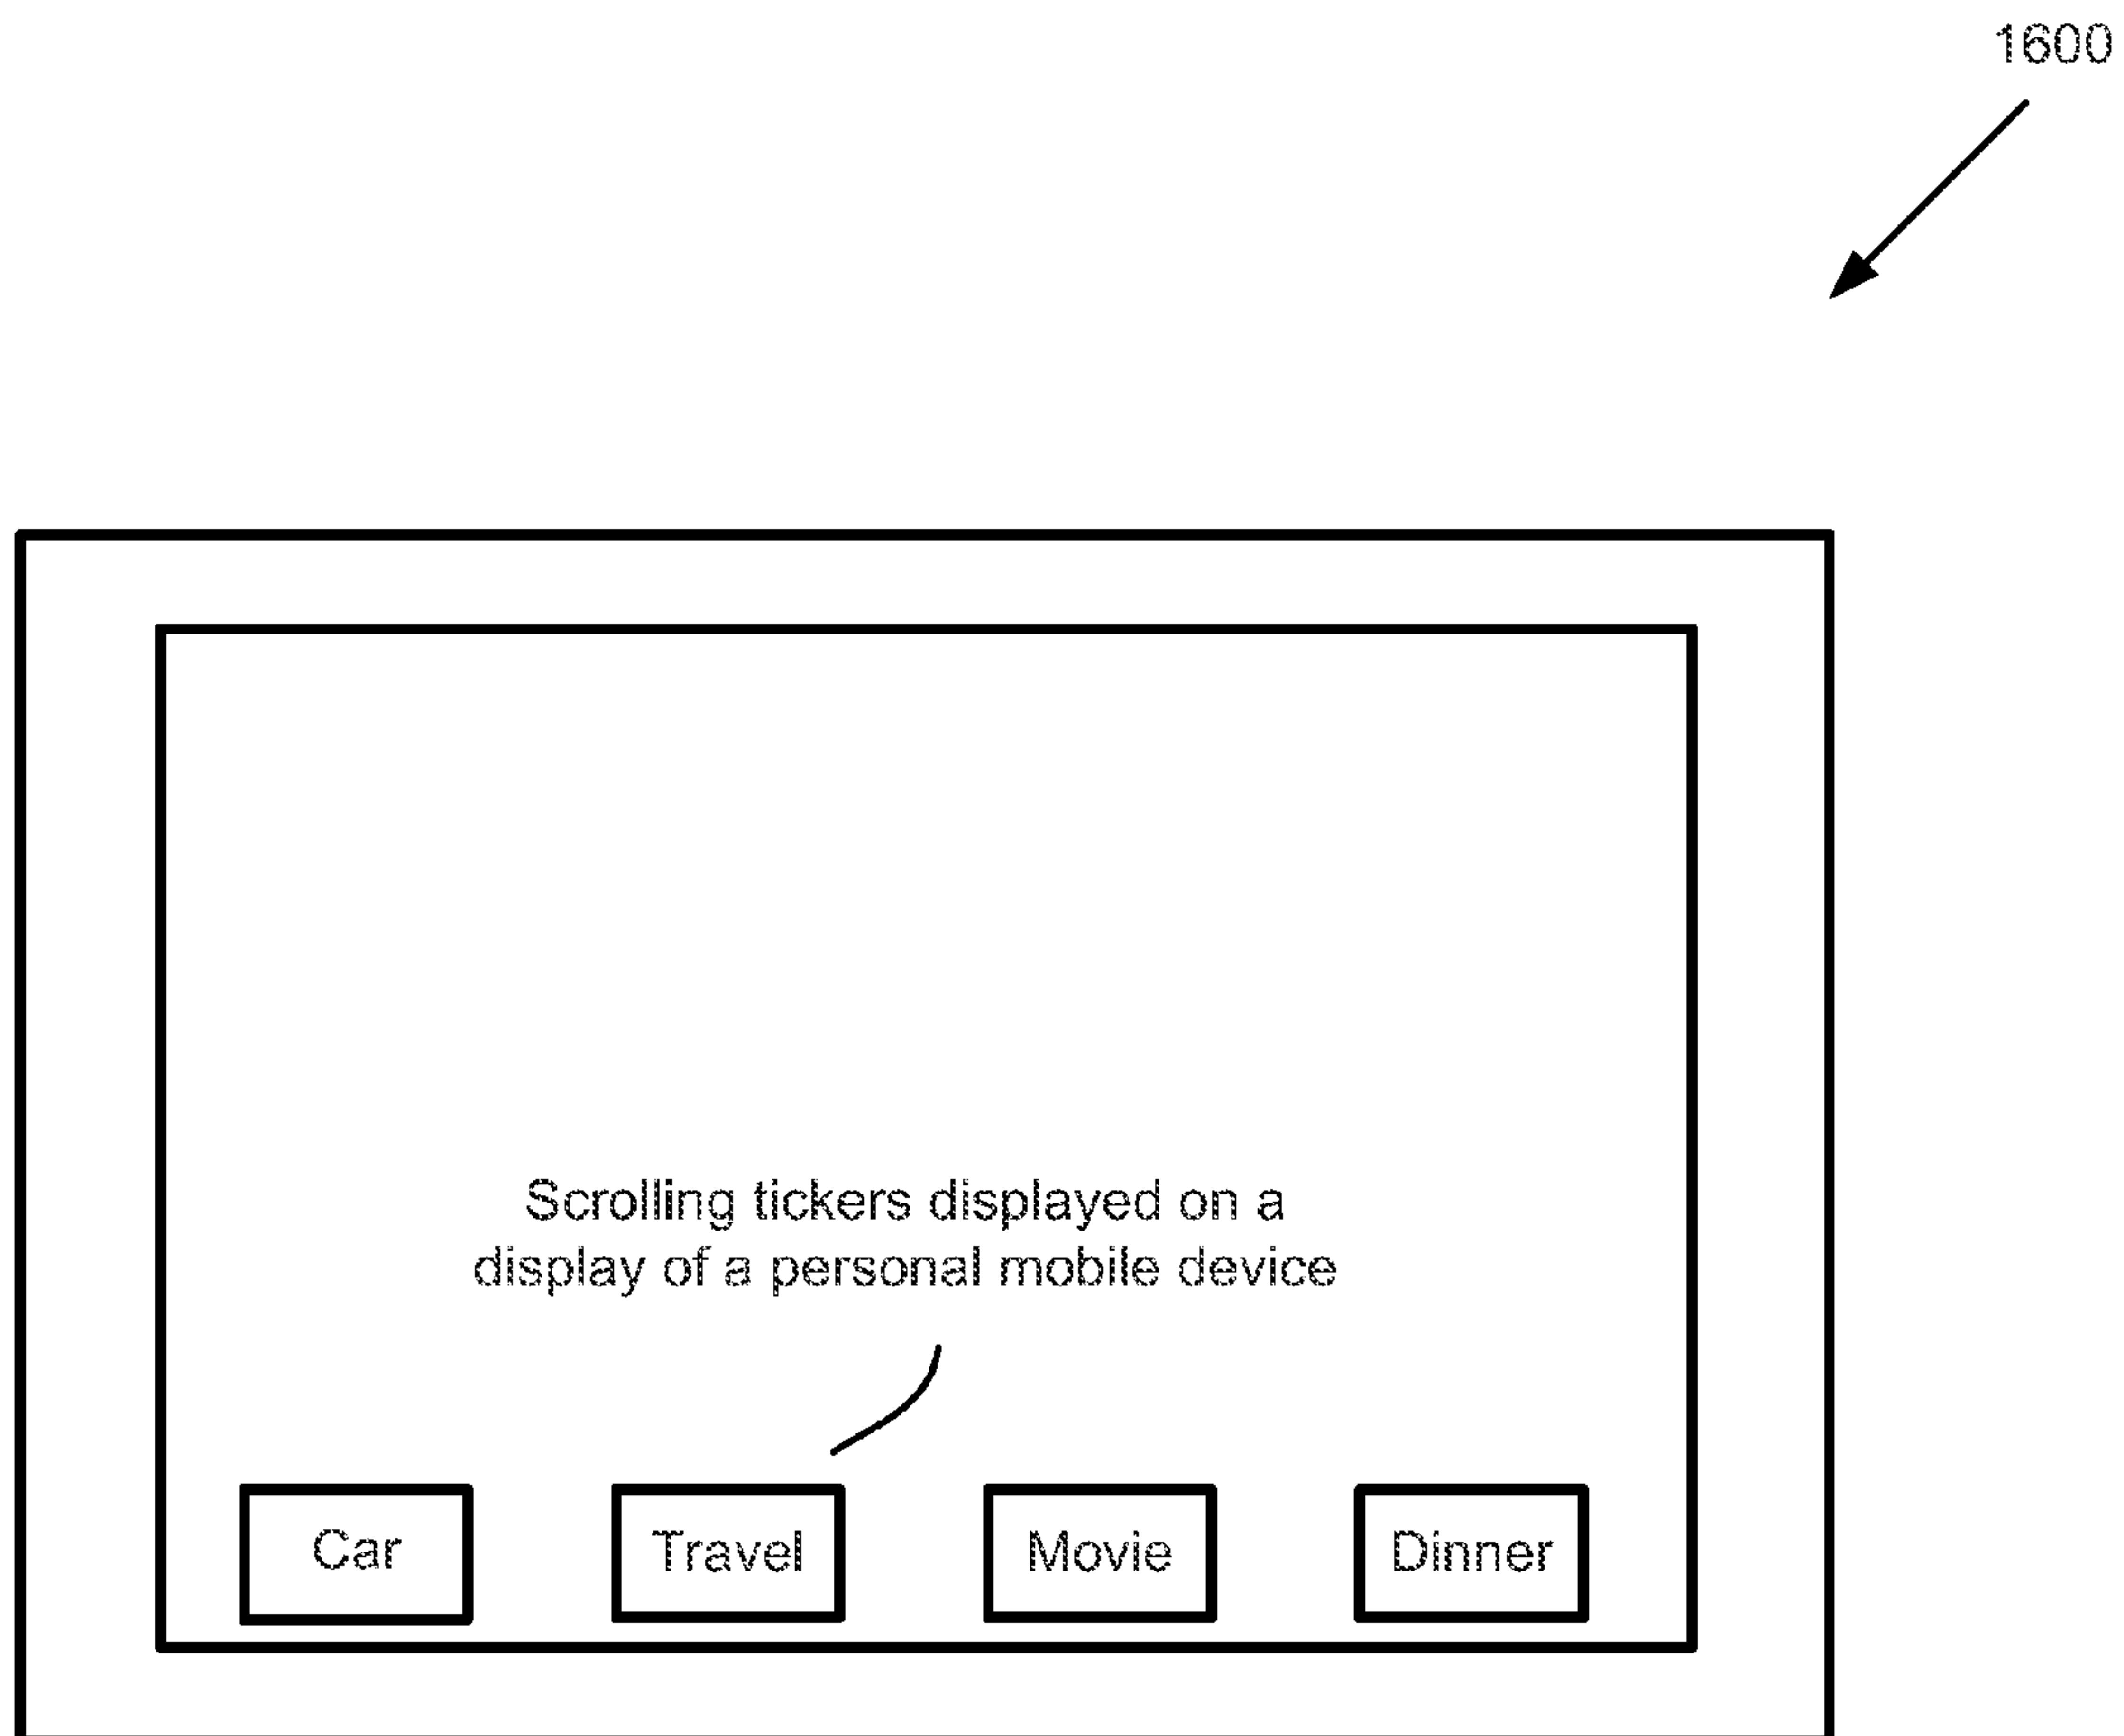 1600
Scrolling tickers displayed on a
display of a personal mobile device
Car
Travel
Movie
Dinner